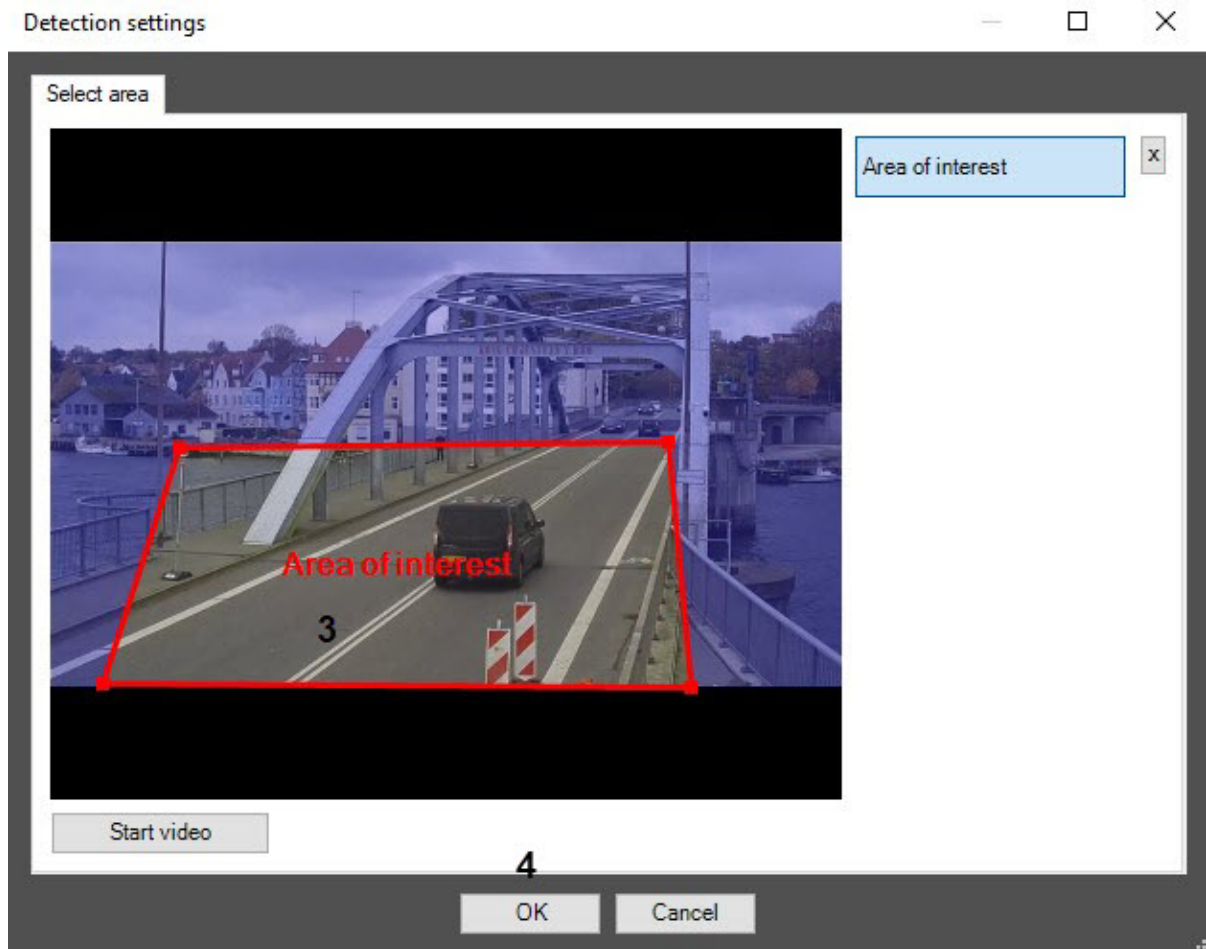 Detection settings
Select area
Area of interest
x
Area of interest
3
Start video
4
OK
Cancel